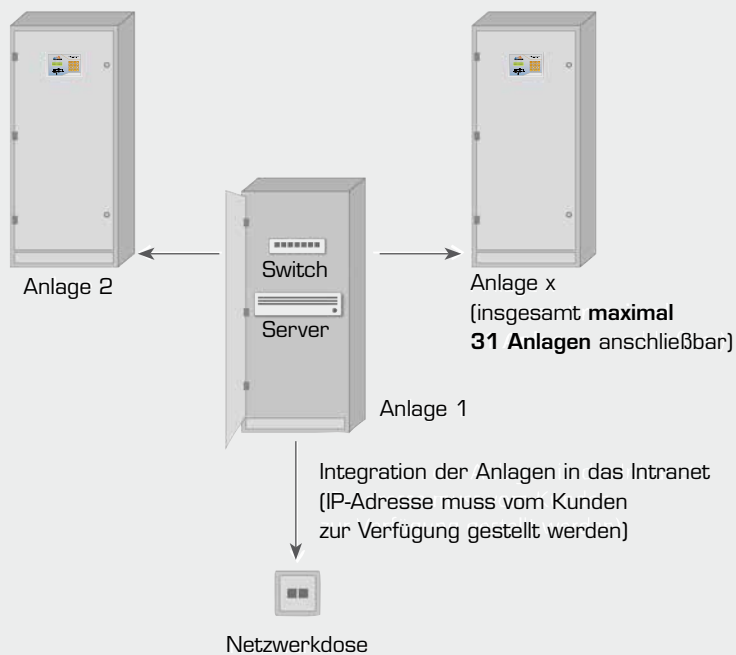 Anlage 2
Switch
Server
Anlage x
(insgesamt maximal
31 Anlagen anschließbar)
Anlage 1
Integration der Anlagen in das Intranet
(IP-Adresse muss vom Kunden
zur Verfügung gestellt werden)
Netzwerkdose